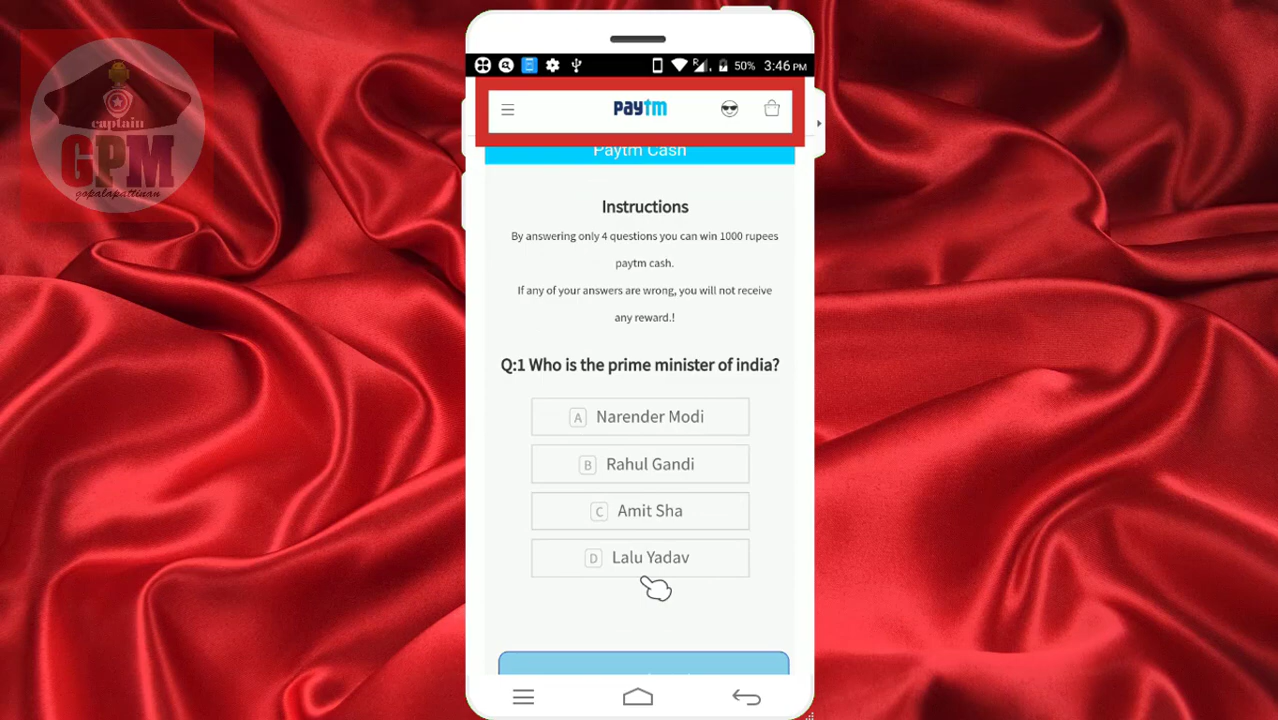 captain
GPM
gopalapattinan
50% 3:46 PM
paytm
Paytm Cash
Instructions
By answering only 4 questions you can win 1000 rupees
paytm cash.
If any of your answers are wrong, you will not receive
any reward.!
Q:1 Who is the prime minister of india?
A Narender Modi
B Rahul Gandi
C Amit Sha
D Lalu Yadav